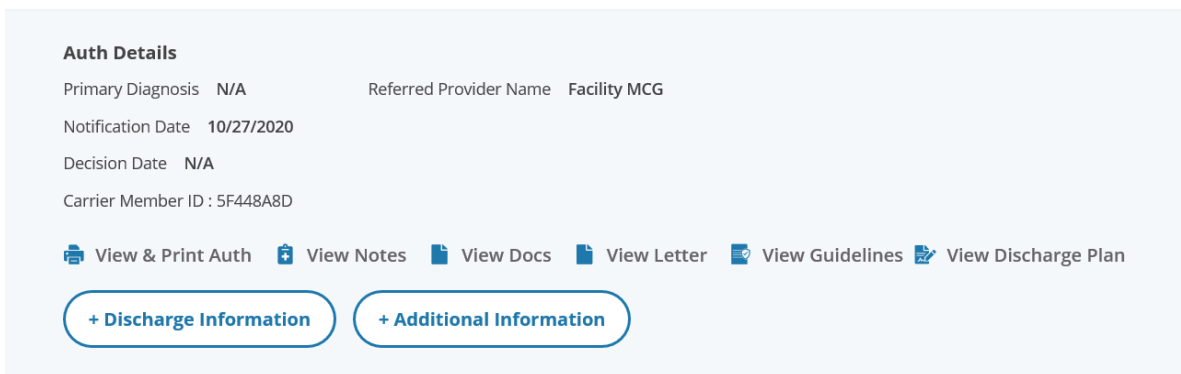 Auth Details
Primary Diagnosis N/A Referred Provider Name Facility MCG
Notification Date 10/27/2020
Decision Date N/A
Carrier Member ID : 5F448A8D
View & Print Auth View Notes View Docs View Letter View Guidelines View Discharge Plan
+ Discharge Information + Additional Information